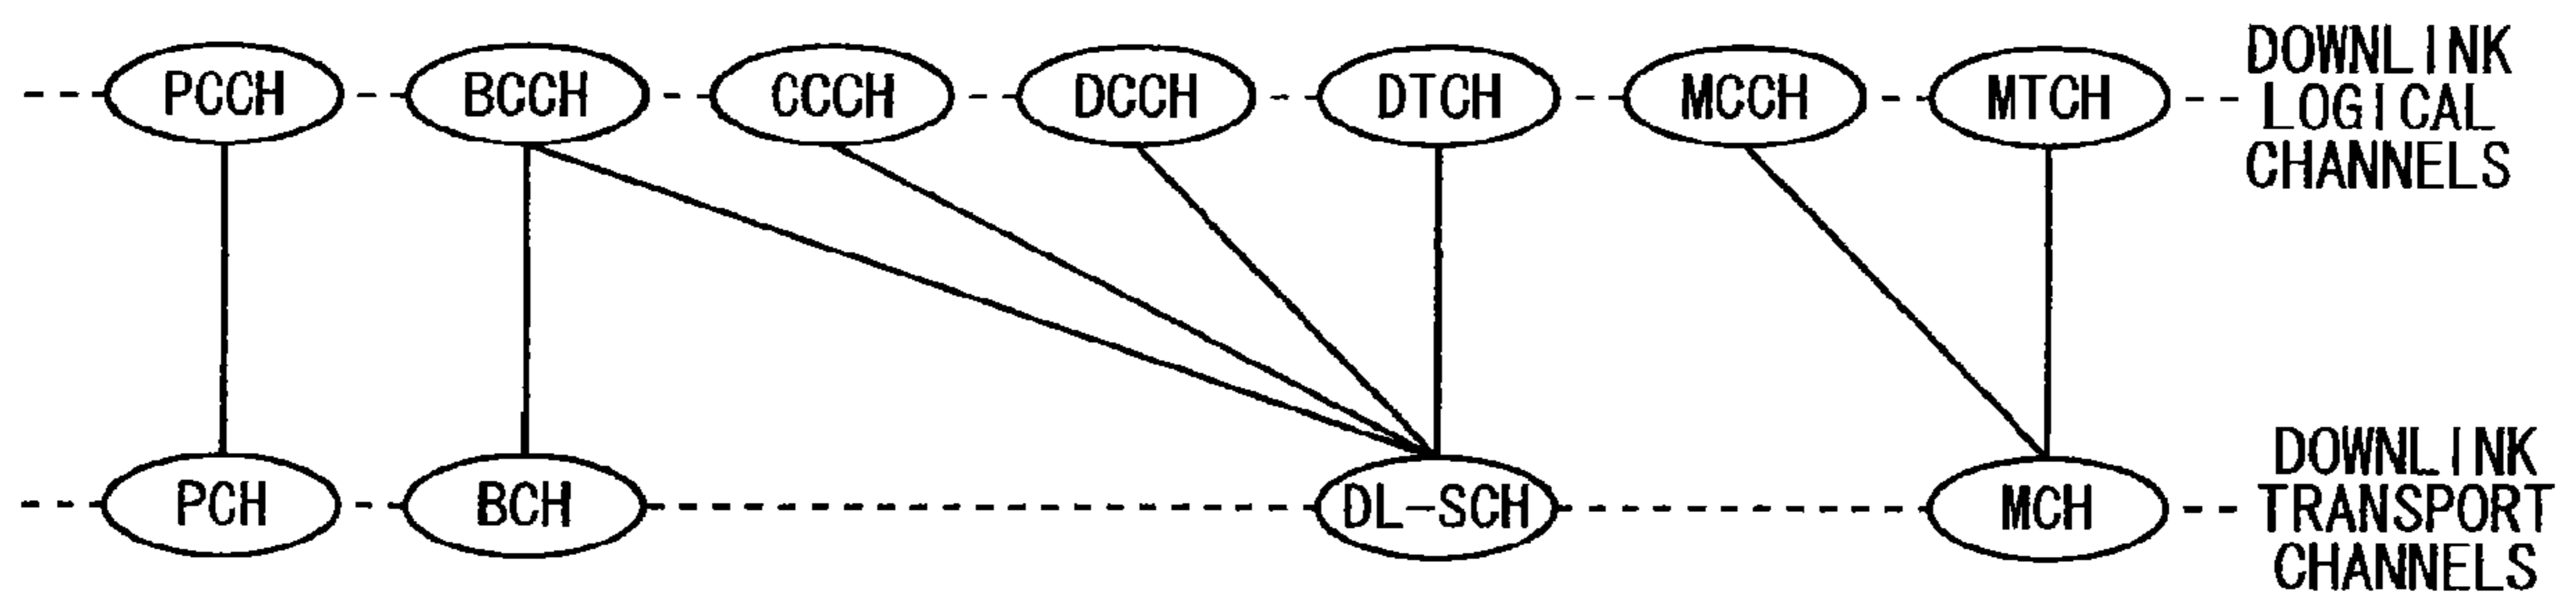 PCCH BCCH CCCH DCCH DTCH MCCH MTCH
DOWNLINK
LOGICAL
CHANNELS
PCH BCH DL-SCH MCH
DOWNLINK
TRANSPORT
CHANNELS